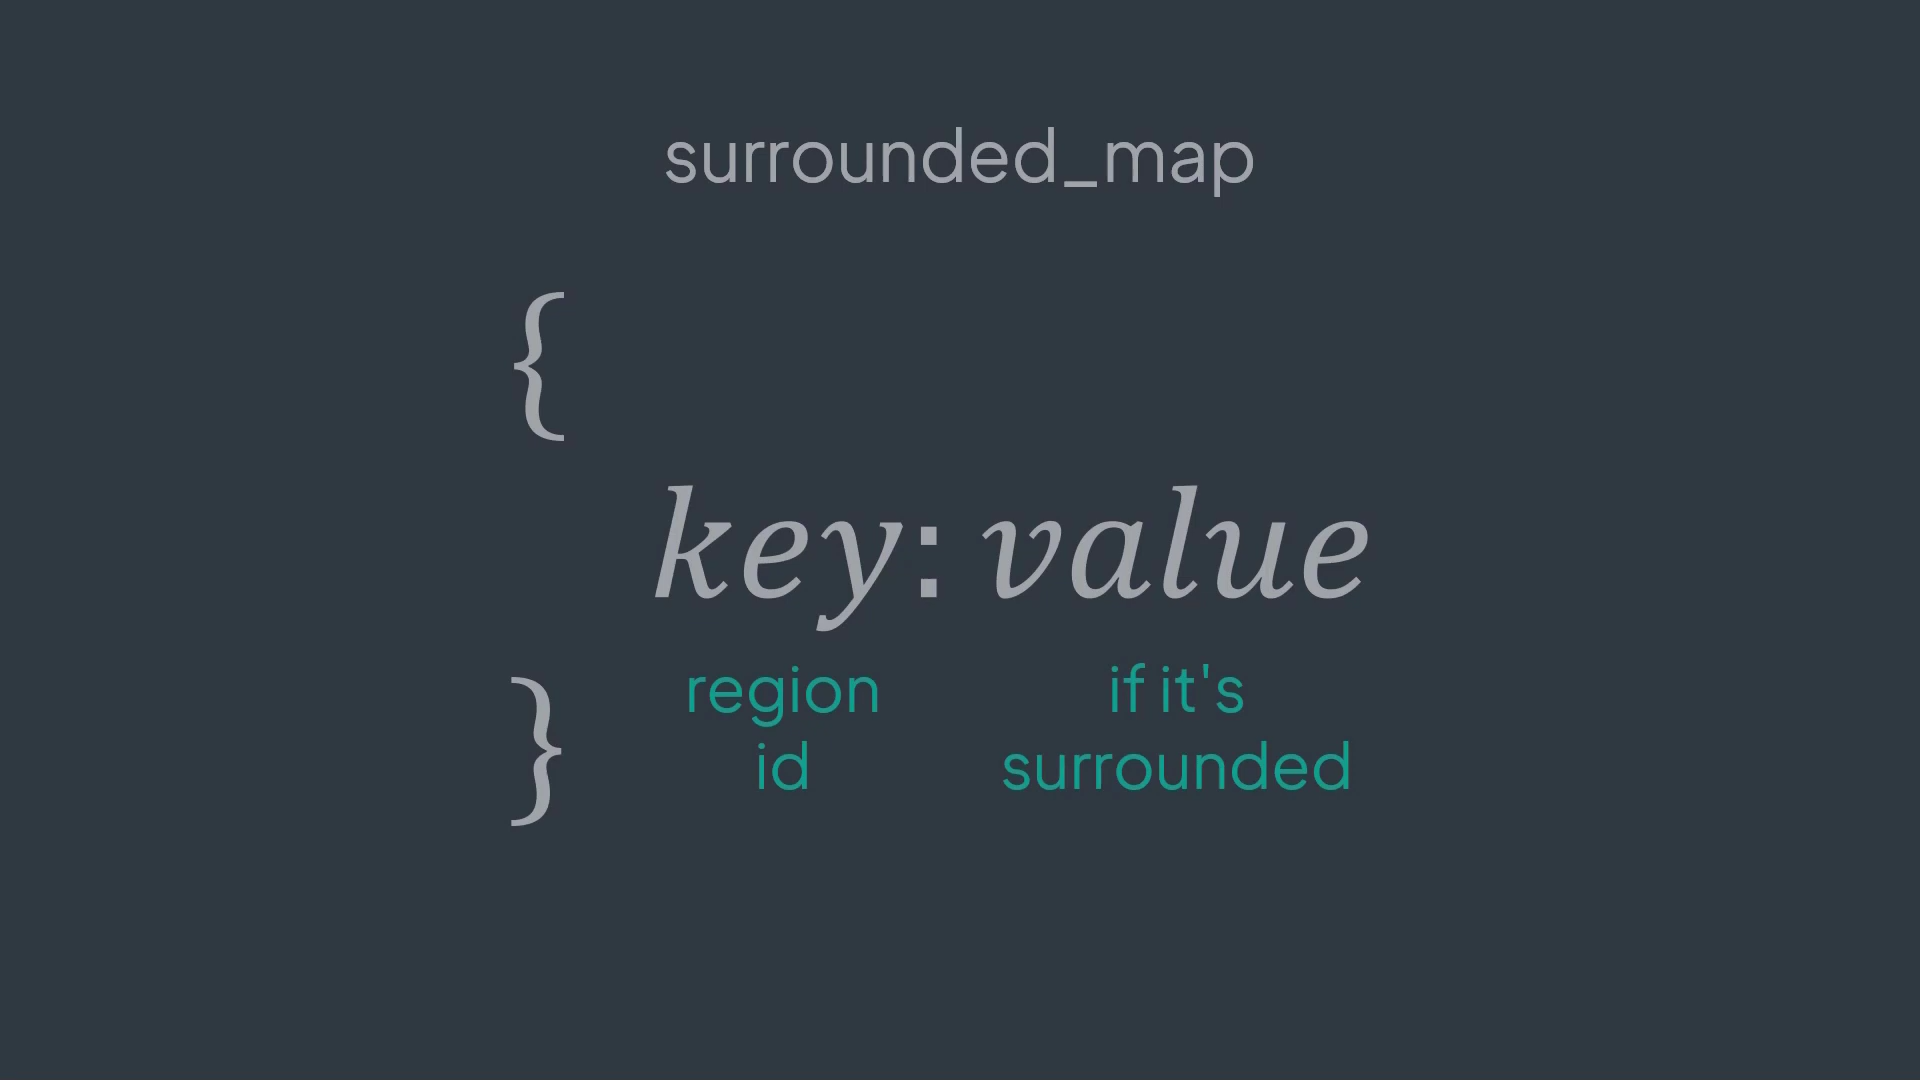 surrounded_map
{
key: value
region if it's
id surrounded
}